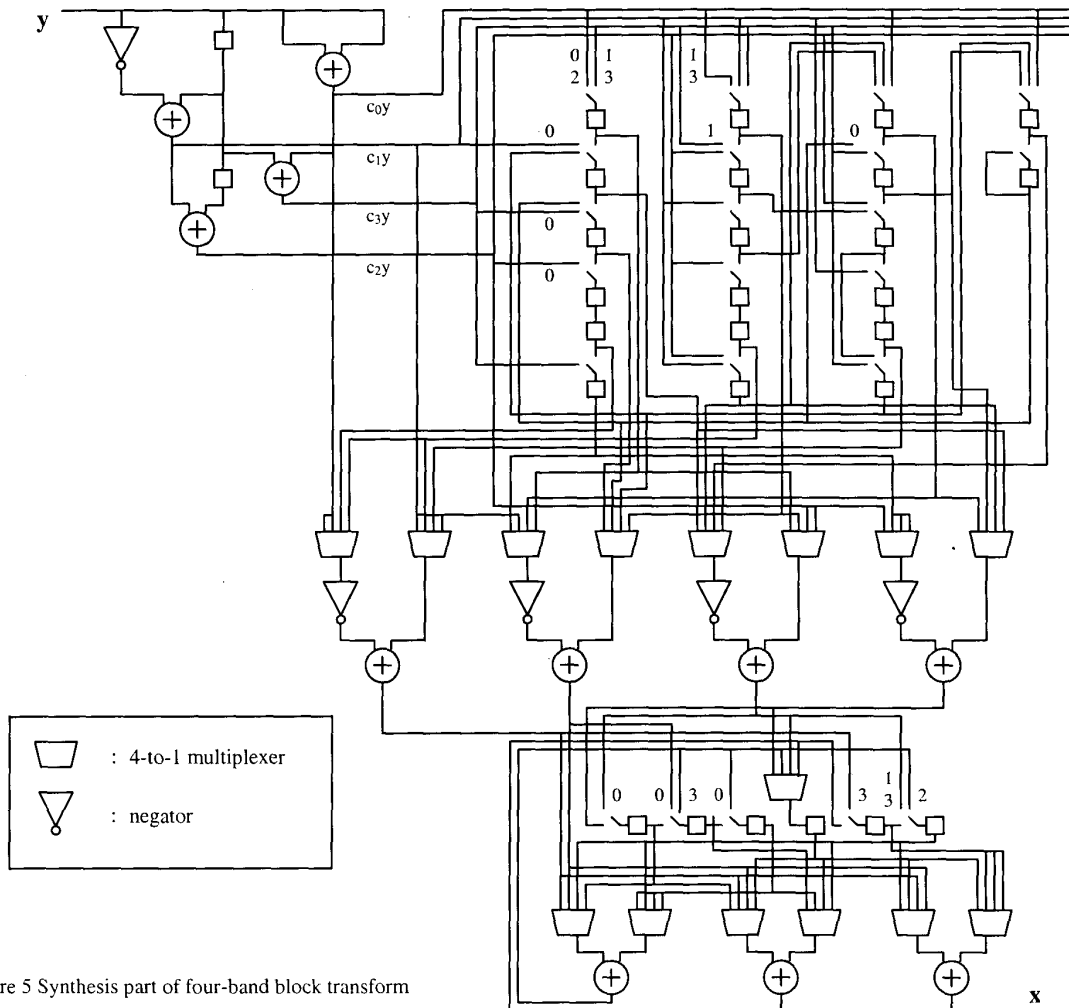 y
0 1
2 3
1
3
c0y
0
1
0
c1y
c3y
0
c2y
0
: 4-to-1 multiplexer
: negator
0
0
3
0
3
1
3
2
re 5 Synthesis part of four-band block transform
x